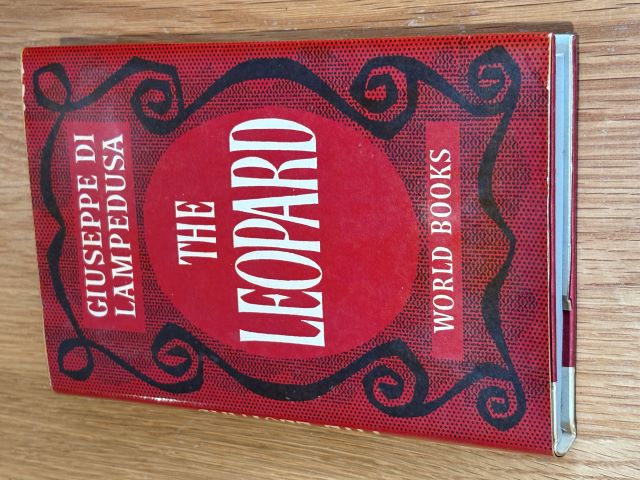 GIUSEPPE DI
LAMPEDUSA
THE
LEOPARD
WORLD BOOKS